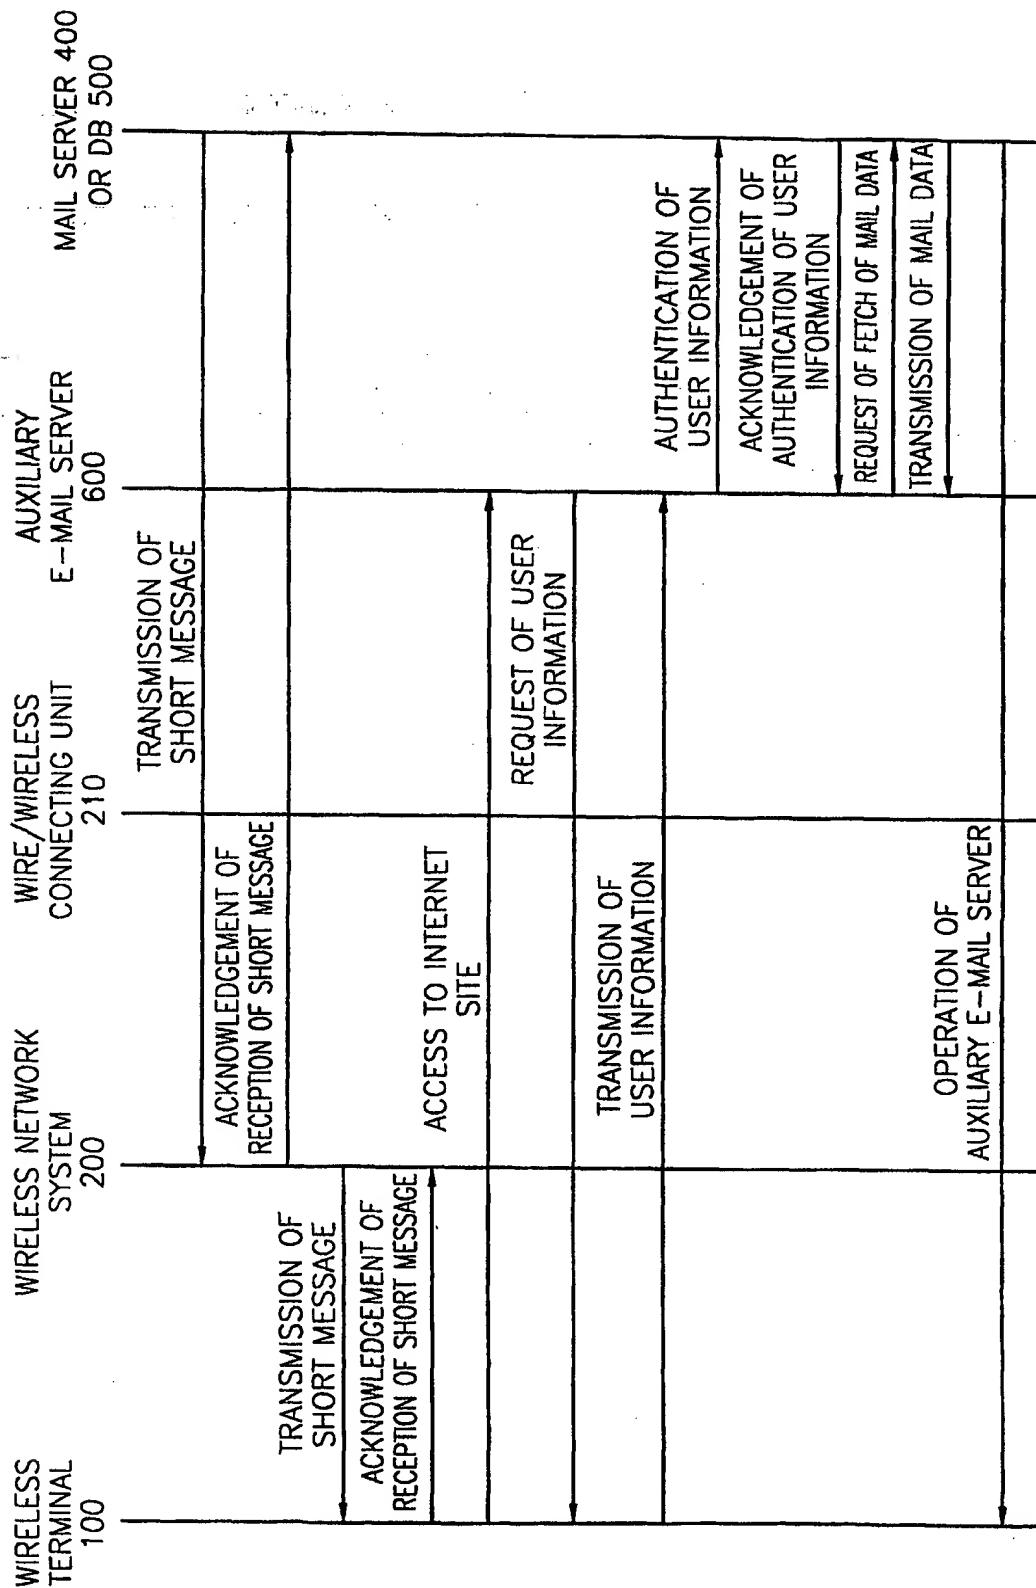 WIRELESS
TERMINAL
100
WIRELESS NETWORK
SYSTEM
200
WIRE/WIRELESS
CONNECTING UNIT
210
AUXILIARY
E-MAIL SERVER
600
MAIL SERVER 400
OR DB 500
TRANSMISSION OF
SHORT MESSAGE
ACKNOWLEDGEMENT OF
RECEPTION OF SHORT MESSAGE
TRANSMISSION OF
SHORT MESSAGE
ACKNOWLEDGEMENT OF
RECEPTION OF SHORT MESSAGE
ACCESS TO INTERNET
SITE
REQUEST OF USER
INFORMATION
TRANSMISSION OF
USER INFORMATION
AUTHENTICATION OF
USER INFORMATION
ACKNOWLEDGEMENT OF
AUTHENTICATION OF USER
INFORMATION
REQUEST OF FETCH OF MAIL DATA
TRANSMISSION OF MAIL DATA
OPERATION OF
AUXILIARY E-MAIL SERVER